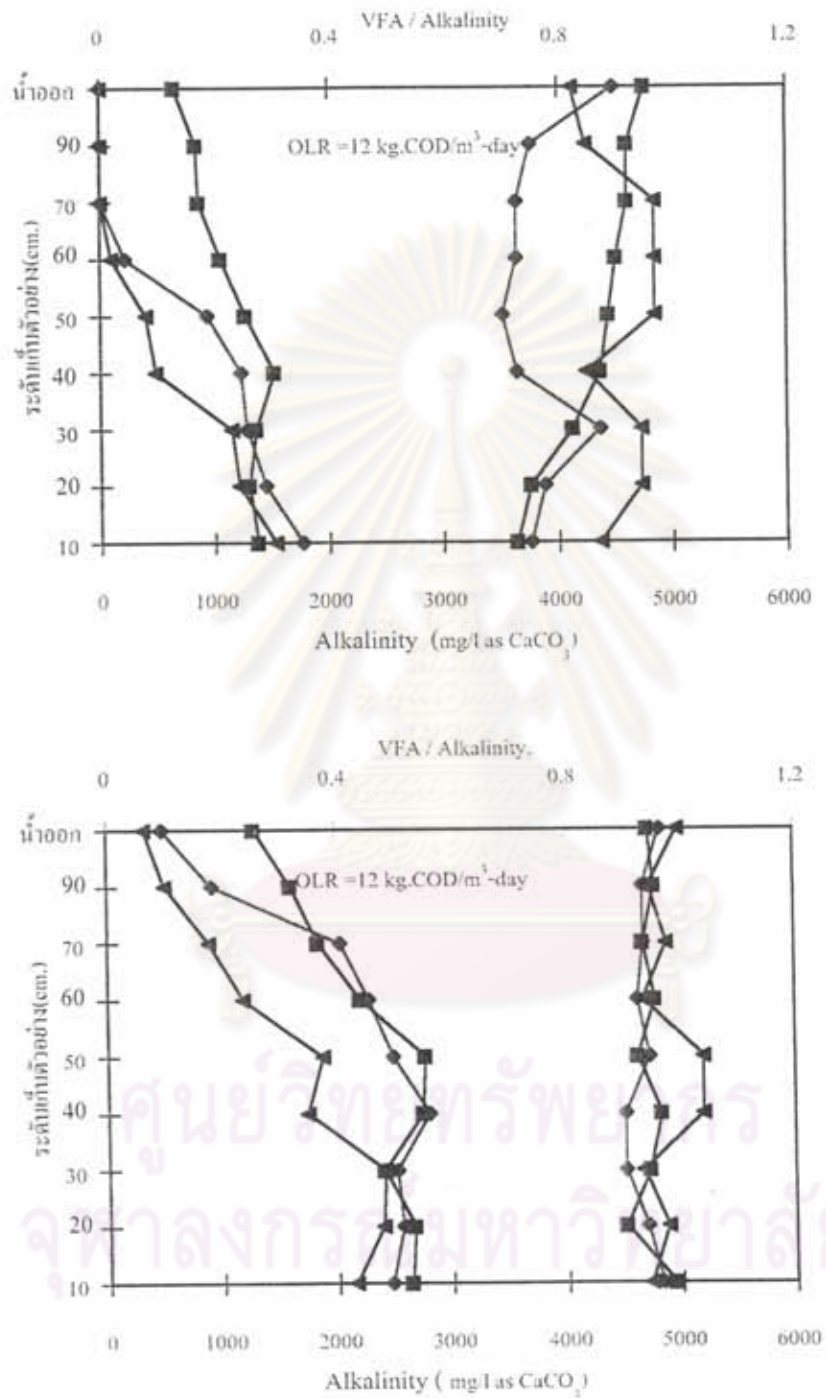 VFA / Alkalinity
0 0.4 0.8 1.2
น้ำออก
90
70
60
50
40
30
20
10
ระดับเก็บตัวอย่าง(cm.)
OLR =12 kg.COD/m³-day
0 1000 2000 3000 4000 5000 6000
Alkalinity (mg/l as CaCO₃)
VFA / Alkalinity.
0 0.4 0.8 1.2
น้ำออก
90
70
60
50
40
30
20
10
ระดับเก็บตัวอย่าง(cm.)
OLR =12 kg.COD/m³-day
ศูนย์วิทยทรัพยากร
จุฬาลงกรณ์มหาวิทยาลัย
0 1000 2000 3000 4000 5000 6000
Alkalinity ( mg/l as CaCO₃)